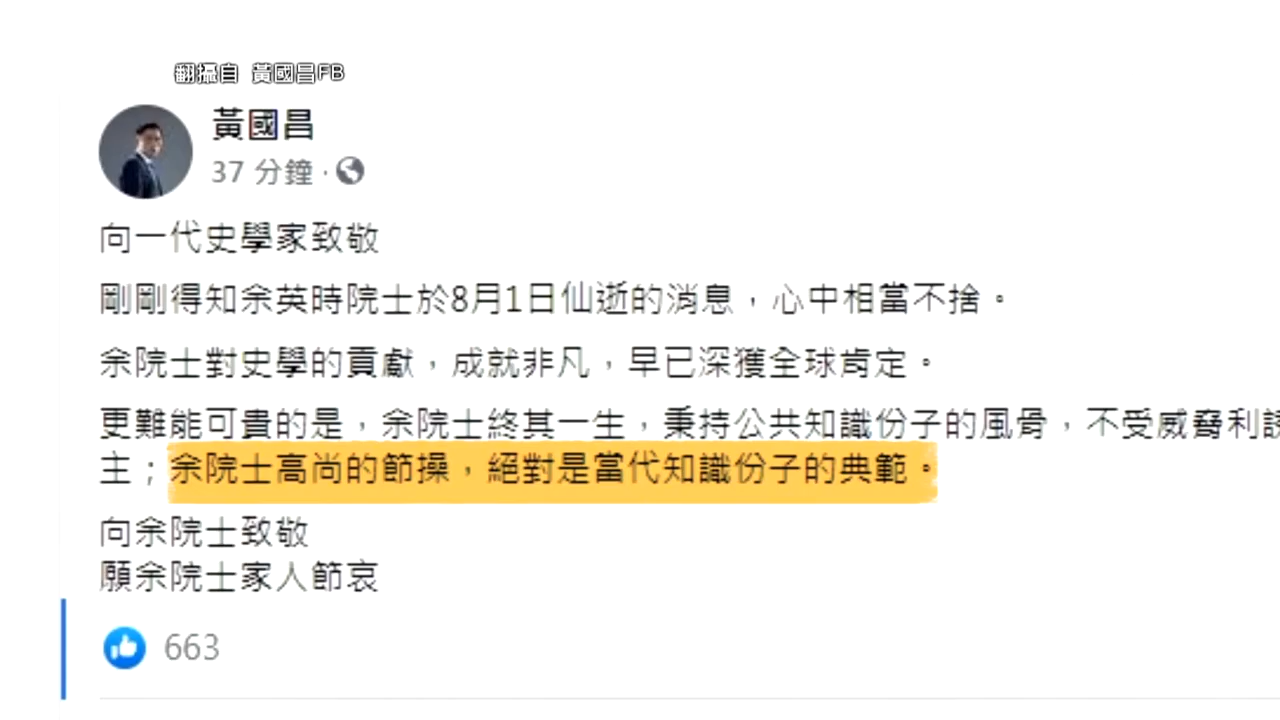 翻攝自 黃國昌FB
黃國昌
37 分鐘 ·
向一代史學家致敬
剛剛得知余英時院士於8月1日仙逝的消息，心中相當不捨。
余院士對史學的貢獻，成就非凡，早已深獲全球肯定。
更難能可貴的是，余院士終其一生，秉持公共知識份子的風骨，不受威脅利
主；余院士高尚的節操，絕對是當代知識份子的典範。
向余院士致敬
願余院士家人節哀
663